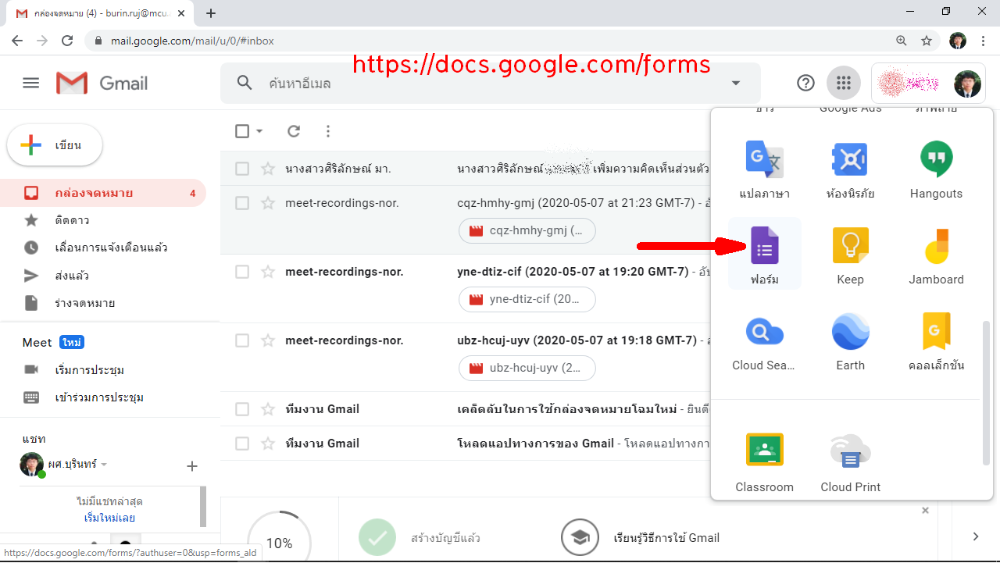 กล่องจดหมาย (4) - burin.ruj@mcu.
mail.google.com/mail/u/0/#inbox
https://docs.google.com/forms
Gmail
ค้นหาอีเมล
เขียน
กล่องจดหมาย 4
ติดดาว
เลื่อนการแจ้งเตือนแล้ว
ส่งแล้ว
ร่างจดหมาย
Meet ใหม่
เริ่มการประชุม
เข้าร่วมการประชุม
แชท
ผศ.บุรินทร์
ไม่มีแชทล่าสุด
เริ่มใหม่เลย
https://docs.google.com/forms/?authuser=0&usp=forms_ald
นางสาวศิริลักษณ์ มา. นางสาวศิริลักษณ์ เพิ่มความคิดเห็นส่วนตัว
meet-recordings-nor. cqz-hmhy-gmj (2020-05-07 at 21:23 GMT-7) -
cqz-hmhy-gmj (...
meet-recordings-nor. yne-dtiz-cif (2020-05-07 at 19:20 GMT-7) -
yne-dtiz-cif (20...
meet-recordings-nor. ubz-hcuj-uyv (2020-05-07 at 19:18 GMT-7) -
ubz-hcuj-uyv (2...
ทีมงาน Gmail เคล็ดลับในการใช้กล่องจดหมายโฉมใหม่ - ยินดี
ทีมงาน Gmail โหลดแอปทางการของ Gmail - โหลดแอปทางกา
10% สร้างบัญชีแล้ว เรียนรู้วิธีการใช้ Gmail
ข่าว Google Ads ภาพถ่าย
แปลภาษา ห้องนิรภัย Hangouts
ฟอร์ม Keep Jamboard
Cloud Sea... Earth คอลเล็กชัน
Classroom Cloud Print